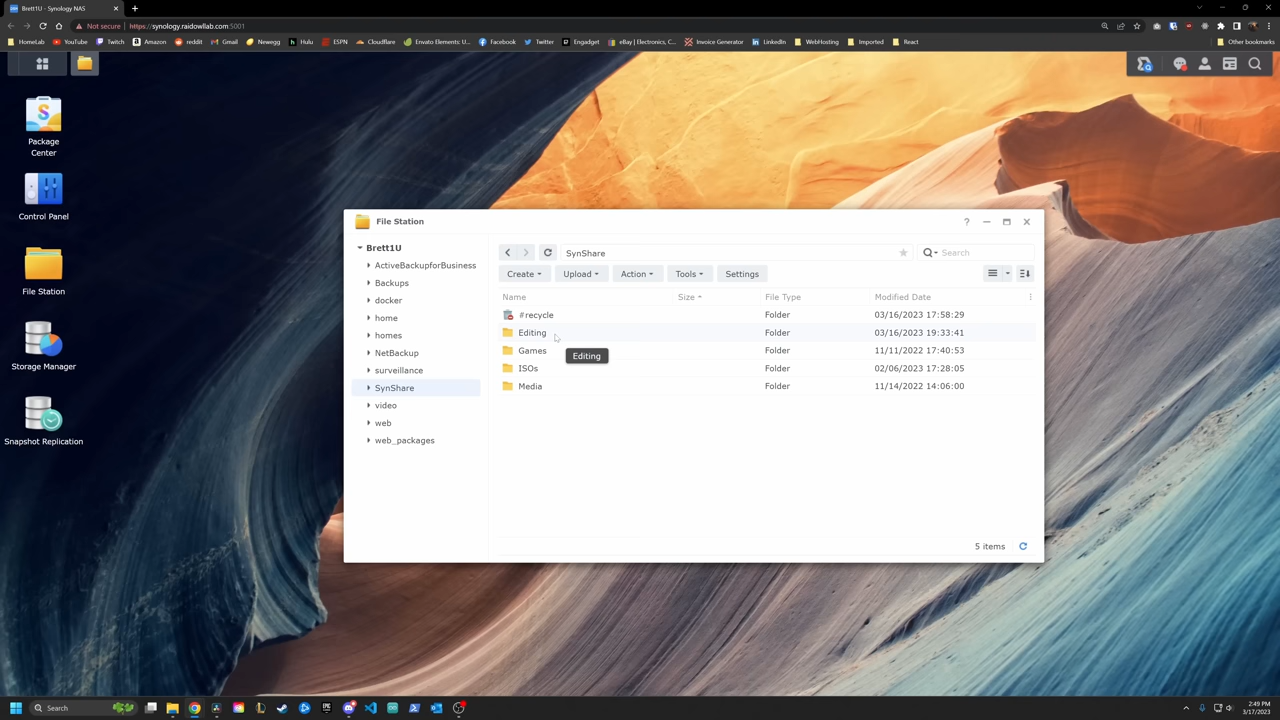 Brett1U - Synology NAS
Not secure
https://synology.raidowllab.com:5001
HomeLab
YouTube
Twitch
Amazon
reddit
Gmail
Newegg
Hulu
ESPN
Cloudflare
Envato Elements: U...
Facebook
Twitter
Engadget
eBay | Electronics, C...
Invoice Generator
LinkedIn
WebHosting
Imported
React
Other bookmarks
Package
Center
Control Panel
File Station
Storage Manager
Snapshot Replication
File Station
Brett1U
ActiveBackupforBusiness
Backups
docker
home
homes
NetBackup
surveillance
SynShare
video
web
web_packages
SynShare
Search
Create
Upload
Action
Tools
Settings
Name Size File Type Modified Date
#recycle Folder 03/16/2023 17:58:29
Editing Folder 03/16/2023 19:33:41
Games Folder 11/11/2022 17:40:53
ISOs Folder 02/06/2023 17:28:05
Media Folder 11/14/2022 14:06:00
Editing
5 items
Search
2:49 PM
3/17/2023